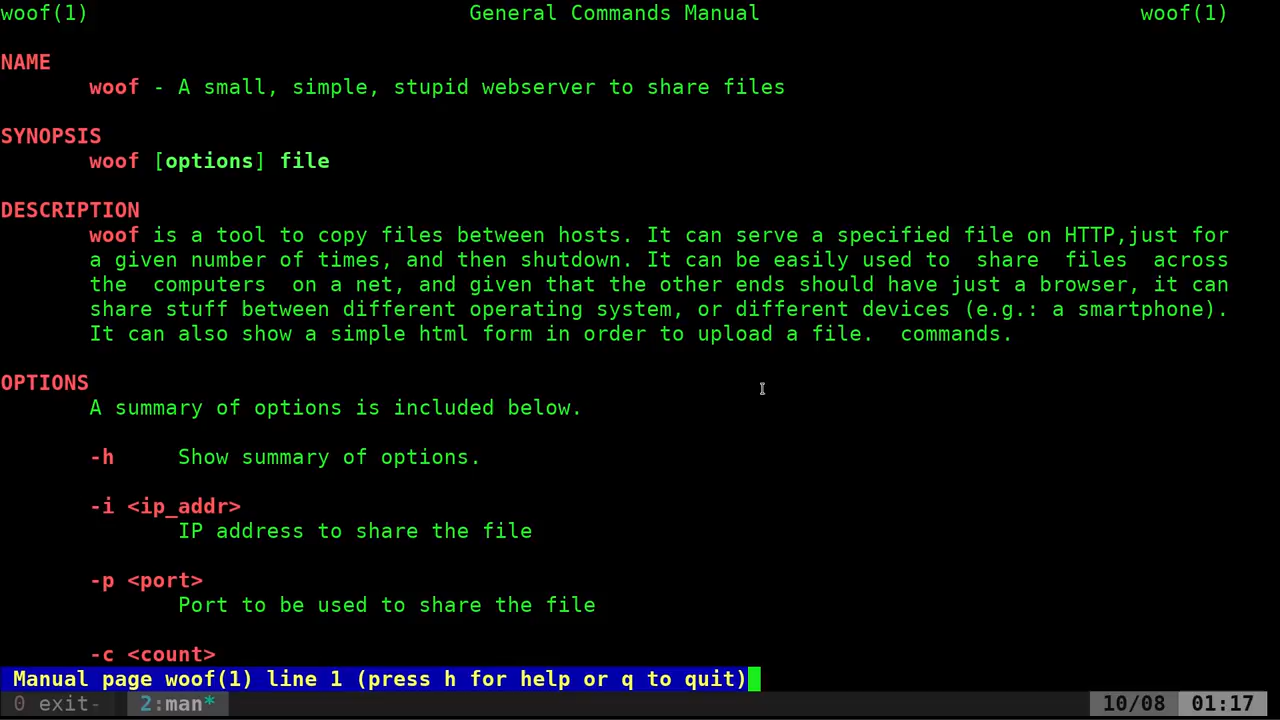 woof(1) General Commands Manual woof(1)
NAME
woof - A small, simple, stupid webserver to share files
SYNOPSIS
woof [options] file
DESCRIPTION
woof is a tool to copy files between hosts. It can serve a specified file on HTTP,just for
a given number of times, and then shutdown. It can be easily used to share files across
the computers on a net, and given that the other ends should have just a browser, it can
share stuff between different operating system, or different devices (e.g.: a smartphone).
It can also show a simple html form in order to upload a file. commands.
OPTIONS
A summary of options is included below.
-h Show summary of options.
-i <ip_addr>
IP address to share the file
-p <port>
Port to be used to share the file
-c <count>
Manual page woof(1) line 1 (press h for help or q to quit)
0 exit- 2:man* 10/08 01:17